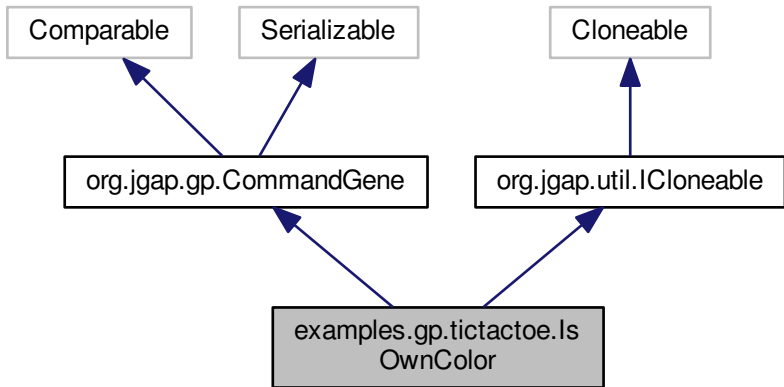 Comparable
Serializable
Cloneable
org.jgap.gp.CommandGene
org.jgap.util.ICloneable
examples.gp.tictactoe.Is
OwnColor